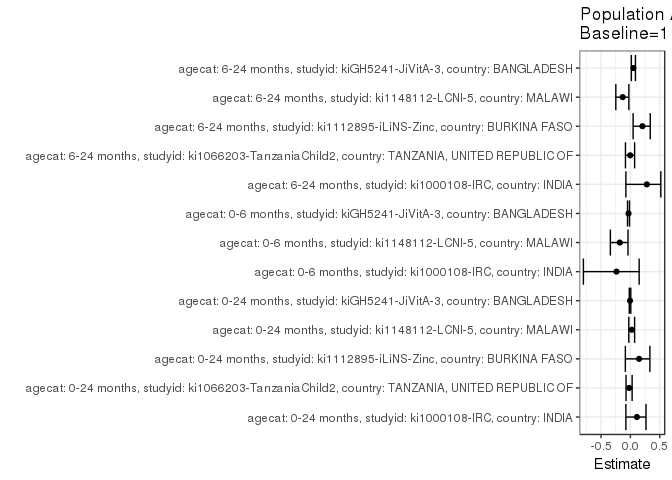 Population
Baseline=1
agecat: 6-24 months, studyid: kiGH5241-JiVitA-3, country: BANGLADESH
agecat: 6-24 months, studyid: ki1148112-LCNI-5, country: MALAWI
agecat: 6-24 months, studyid: ki1112895-iLiNS-Zinc, country: BURKINA FASO
agecat: 6-24 months, studyid: ki1066203-TanzaniaChild2, country: TANZANIA, UNITED REPUBLIC OF
agecat: 6-24 months, studyid: ki1000108-IRC, country: INDIA
agecat: 0-6 months, studyid: kiGH5241-JiVitA-3, country: BANGLADESH
agecat: 0-6 months, studyid: ki1148112-LCNI-5, country: MALAWI
agecat: 0-6 months, studyid: ki1000108-IRC, country: INDIA
agecat: 0-24 months, studyid: kiGH5241-JiVitA-3, country: BANGLADESH
agecat: 0-24 months, studyid: ki1148112-LCNI-5, country: MALAWI
agecat: 0-24 months, studyid: ki1112895-iLiNS-Zinc, country: BURKINA FASO
agecat: 0-24 months, studyid: ki1066203-TanzaniaChild2, country: TANZANIA, UNITED REPUBLIC OF
agecat: 0-24 months, studyid: ki1000108-IRC, country: INDIA
-0.5 0.0 0.5
Estimate